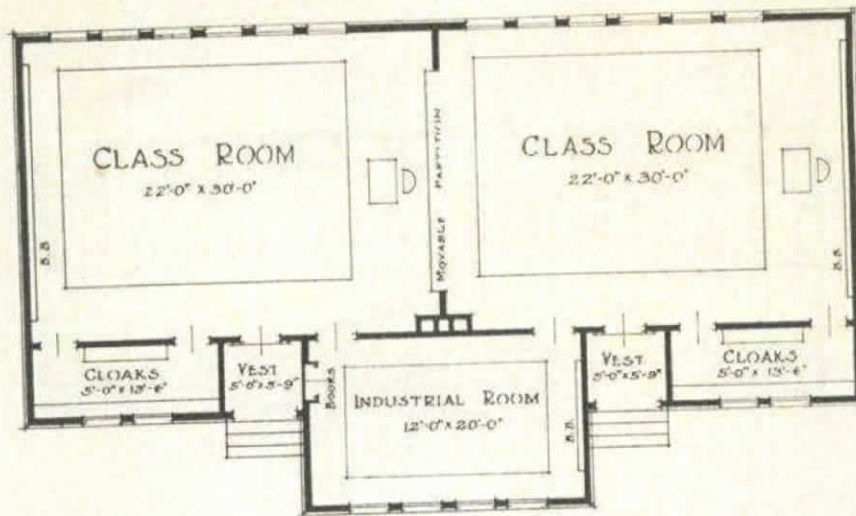 CLASS ROOM
22'-0" x 30'-0"
B.B.
MOVABLE PARTITION
CLASS ROOM
22'-0" x 30'-0"
B.B.
CLOAKS
5'-0" x 13'-6"
VEST.
5'-0" x 5'-9"
BOOKS
INDUSTRIAL ROOM
12'-0" x 20'-0"
B.B.
VEST.
5'-0" x 5'-9"
CLOAKS
5'-0" x 13'-6"